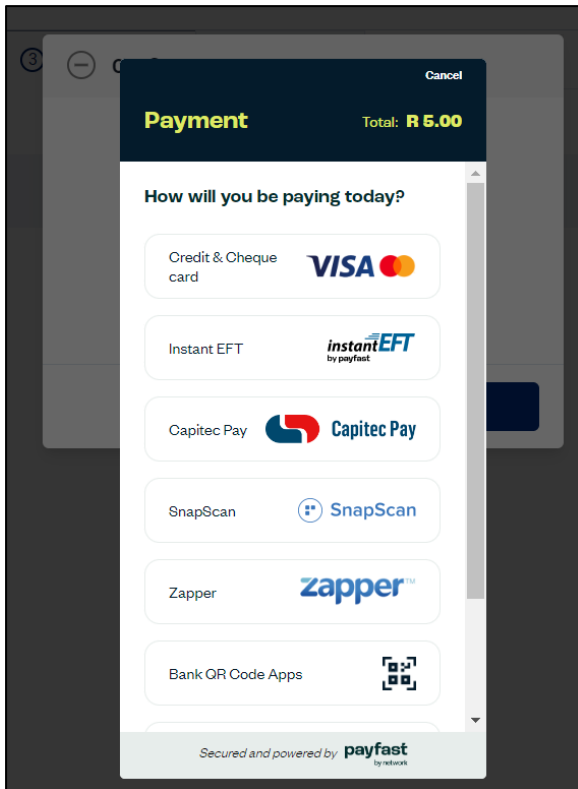 3
Cancel
Payment
Total: R 5.00
How will you be paying today?
Credit & Cheque
card
VISA
Instant EFT
instantEFT
by payfast
Capitec Pay
Capitec Pay
SnapScan
SnapScan
Zapper
zapper™
Bank QR Code Apps
Secured and powered by payfast
by network